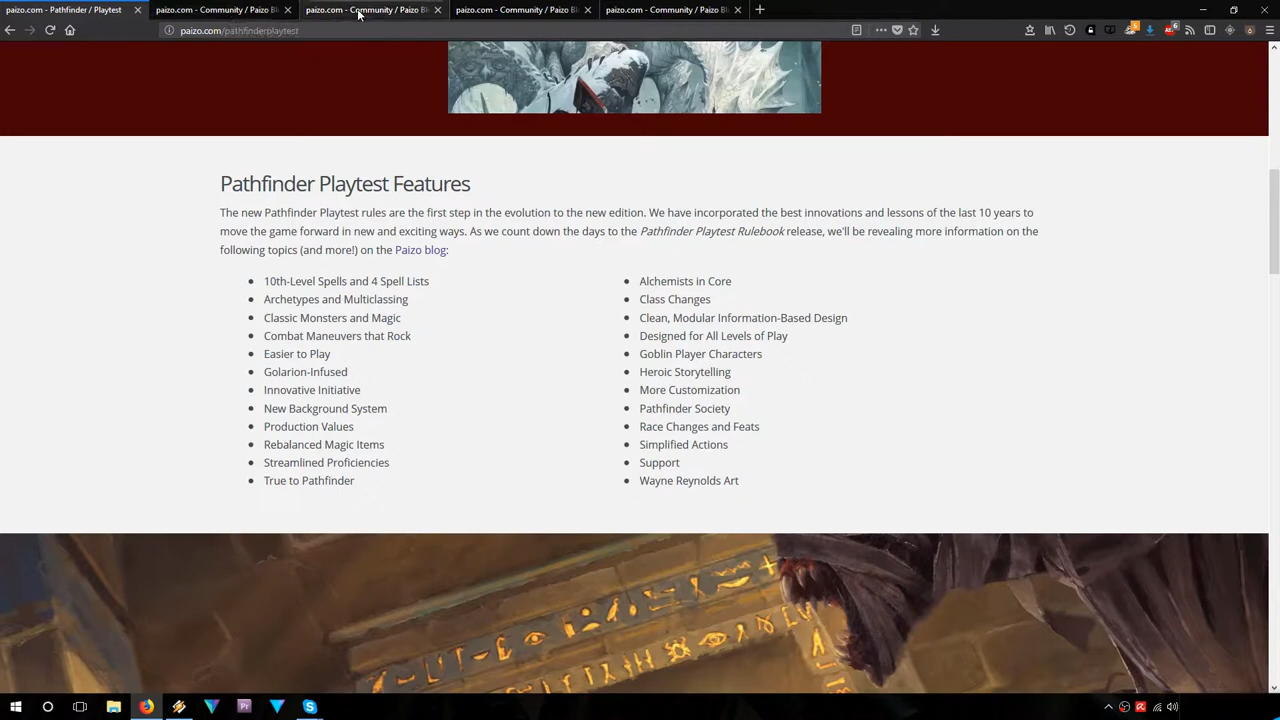 paizo.com - Pathfinder / Playtest
paizo.com - Community / Paizo Bl
paizo.com - Community / Paizo Bl
paizo.com - Community / Paizo Bl
paizo.com - Community / Paizo Bl
paizo.com/pathfinderplaytest
Pathfinder Playtest Features
The new Pathfinder Playtest rules are the first step in the evolution to the new edition. We have incorporated the best innovations and lessons of the last 10 years to
move the game forward in new and exciting ways. As we count down the days to the Pathfinder Playtest Rulebook release, we'll be revealing more information on the
following topics (and more!) on the Paizo blog:
10th-Level Spells and 4 Spell Lists
Archetypes and Multiclassing
Classic Monsters and Magic
Combat Maneuvers that Rock
Easier to Play
Golarion-Infused
Innovative Initiative
New Background System
Production Values
Rebalanced Magic Items
Streamlined Proficiencies
True to Pathfinder
Alchemists in Core
Class Changes
Clean, Modular Information-Based Design
Designed for All Levels of Play
Goblin Player Characters
Heroic Storytelling
More Customization
Pathfinder Society
Race Changes and Feats
Simplified Actions
Support
Wayne Reynolds Art
Pr